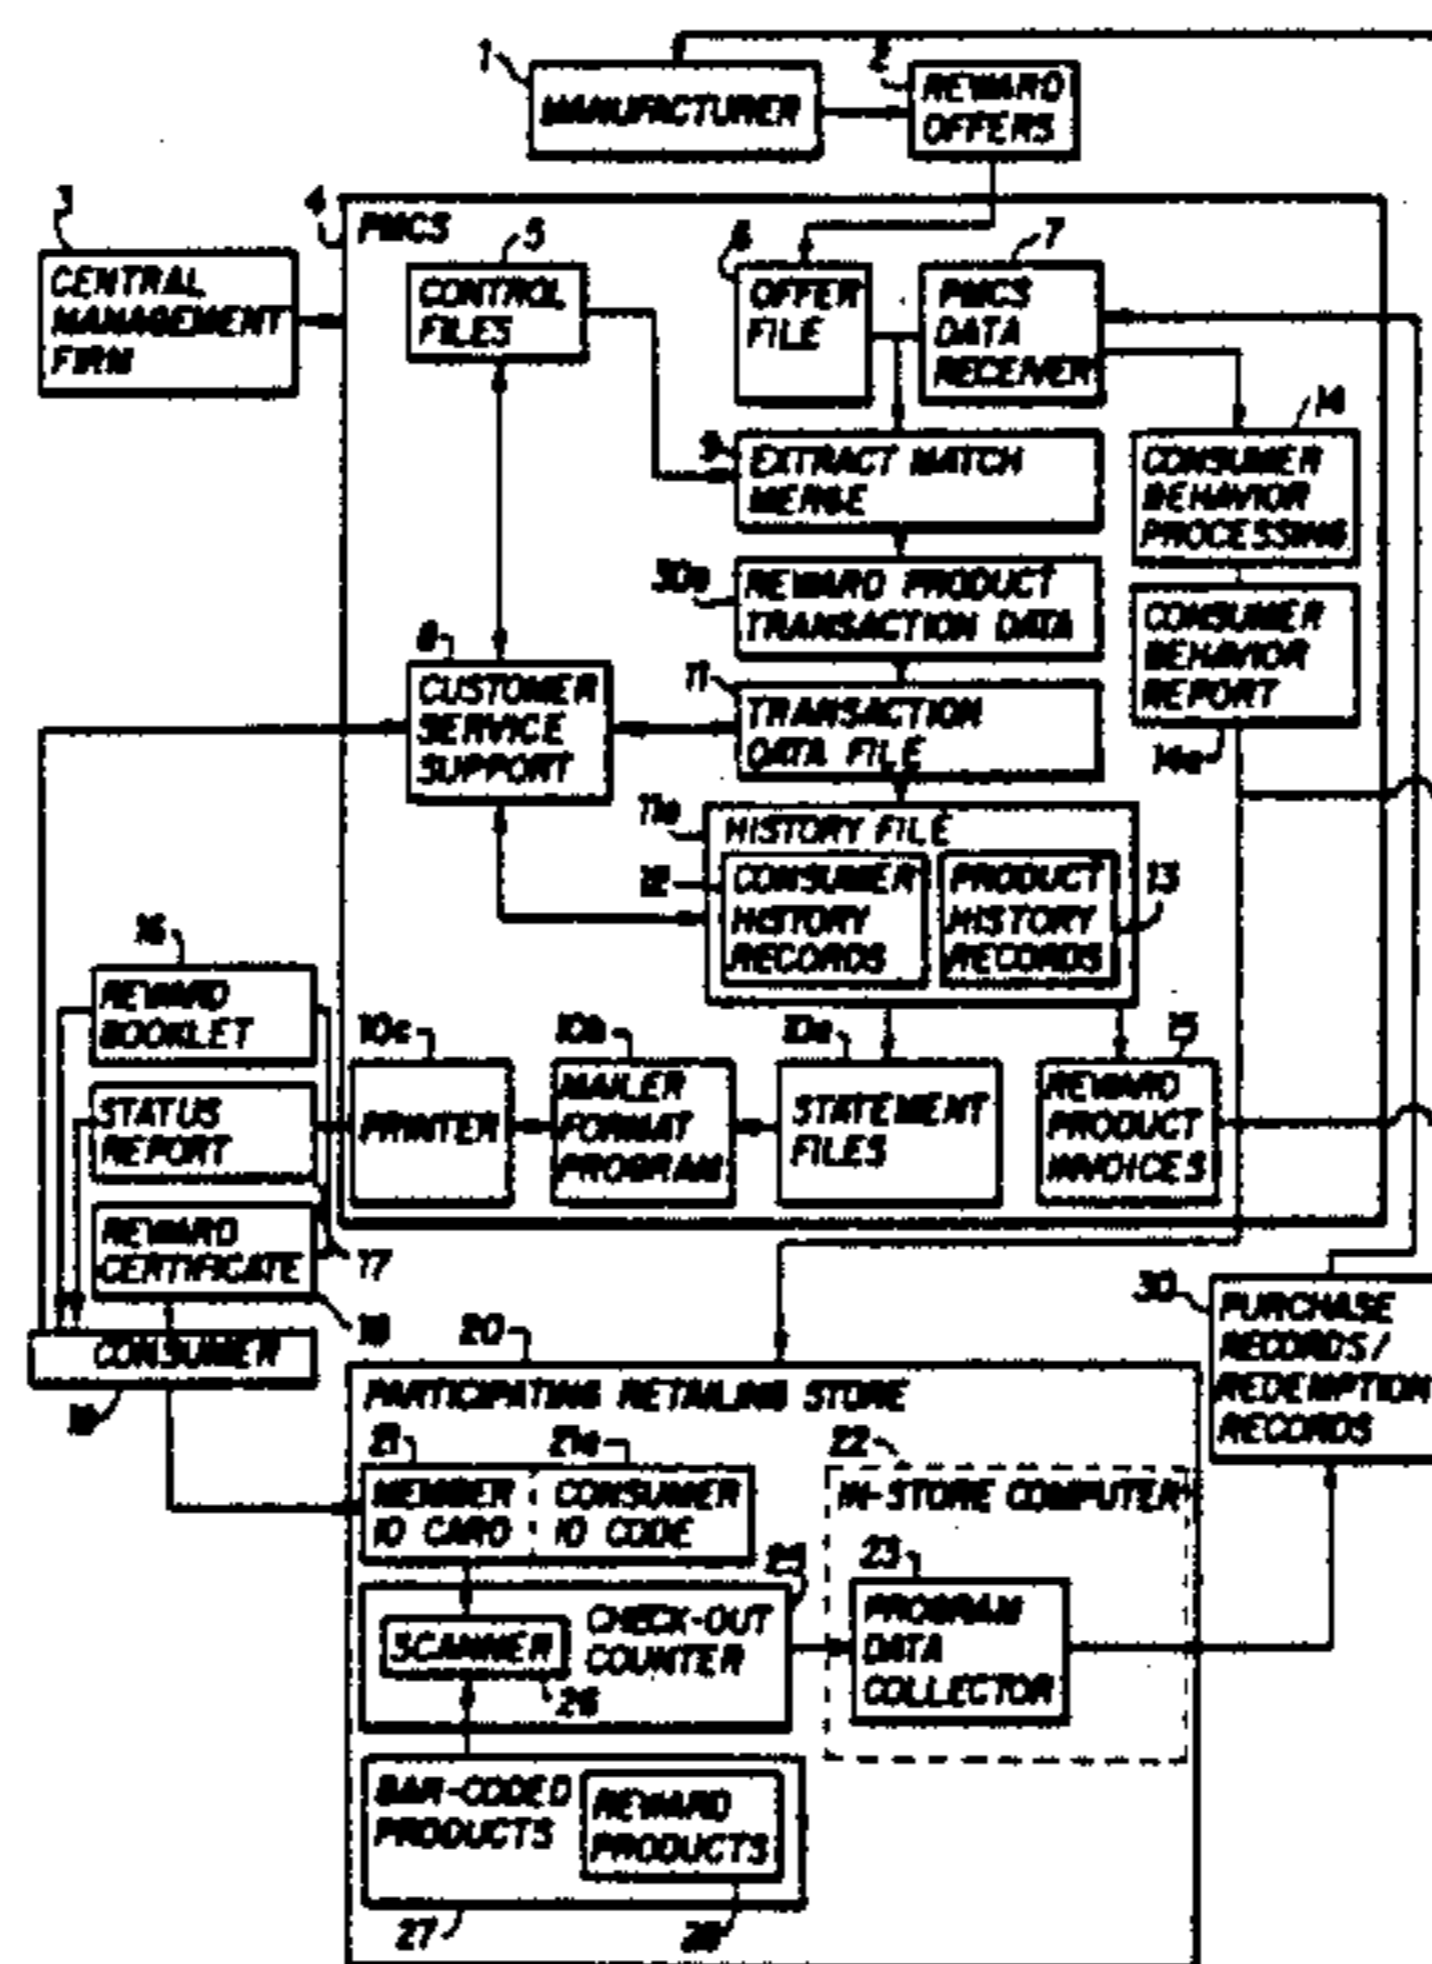 1
MANUFACTURER
2
REWARD
OFFERS
3
CENTRAL
MANAGEMENT
FIRM
4
PMCS
5
CONTROL
FILES
6
OFFER
FILE
7
PMCS
DATA
RECEIVER
9
EXTRACT MATCH
MERGE
14
CONSUMER
BEHAVIOR
PROCESSING
30a
REWARD PRODUCT
TRANSACTION DATA
CONSUMER
BEHAVIOR
REPORT
14a
8
CUSTOMER
SERVICE
SUPPORT
11
TRANSACTION
DATA FILE
11a
HISTORY FILE
12
CONSUMER
HISTORY
RECORDS
PRODUCT
HISTORY
RECORDS
13
16
REWARD
BOOKLET
STATUS
REPORT
17
REWARD
CERTIFICATE
18
10c
PRINTER
10b
MAILER
FORMAT
PROGRAM
10a
STATEMENT
FILES
15
REWARD
PRODUCT
INVOICES
CONSUMER
20
PARTICIPATING RETAILING STORE
30
PURCHASE
RECORDS/
REDEMPTION
RECORDS
21
MEMBER
ID CARD
21a
CONSUMER
ID CODE
22
IN-STORE COMPUTER
23
PROGRAM
DATA
COLLECTOR
25
CHECK-OUT
COUNTER
SCANNER
26
BAR-CODED
PRODUCTS
REWARD
PRODUCTS
27
28